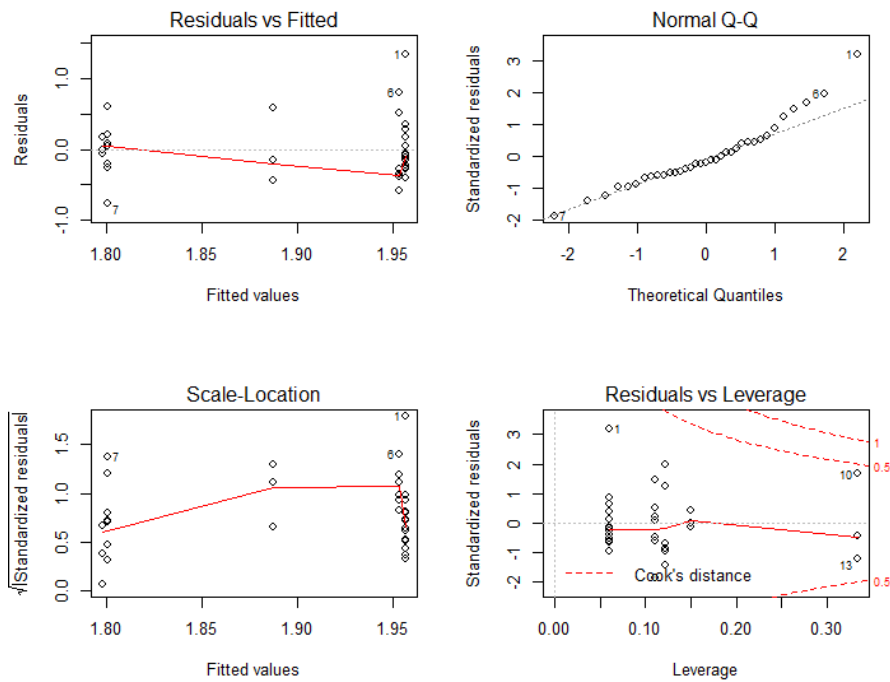 Residuals vs Fitted
Residuals
1.0
0.0
-1.0
1
6
7
1.80 1.85 1.90 1.95
Fitted values
Normal Q-Q
Standardized residuals
3
2
1
0
-1
-2
1
6
7
-2 -1 0 1 2
Theoretical Quantiles
Scale-Location
√|Standardized residuals|
1.5
1.0
0.5
0.0
1
7
6
1.80 1.85 1.90 1.95
Fitted values
Residuals vs Leverage
Standardized residuals
3
2
1
0
-1
-2
1
10
13
1
0.5
0.5
Cook's distance
0.00 0.10 0.20 0.30
Leverage